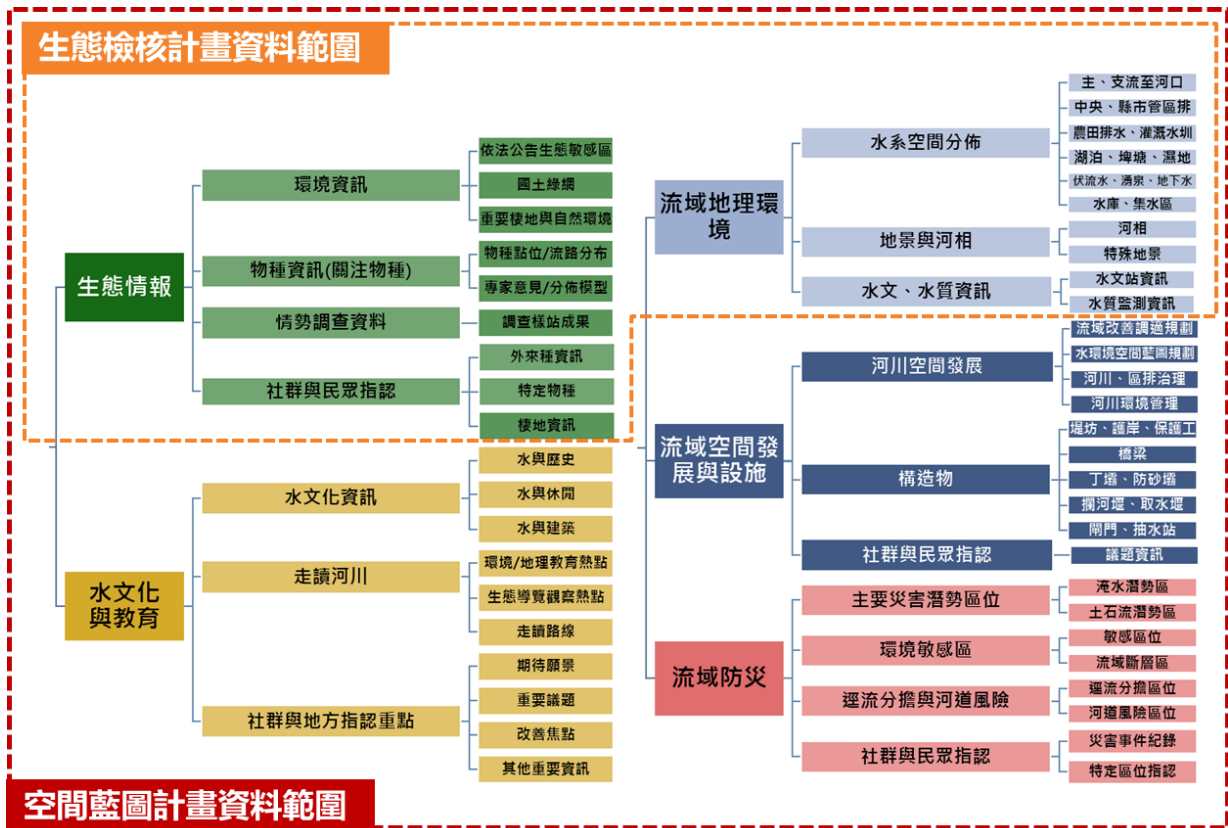 生態檢核計畫資料範圍
生態情報
環境資訊
依法公告生態敏感區
國土綠網
重要棲地與自然環境
物種資訊(關注物種)
物種點位/流路分布
專家意見/分佈模型
情勢調查資料
調查樣站成果
社群與民眾指認
外來種資訊
特定物種
棲地資訊
水文化
與教育
水文化資訊
水與歷史
水與休閒
水與建築
走讀河川
環境/地理教育熱點
生態導覽觀察熱點
走讀路線
社群與地方指認重點
期待願景
重要議題
改善焦點
其他重要資訊
流域地理環
境
水系空間分佈
主、支流至河口
中央、縣市管區排
農田排水、灌溉水圳
湖泊、埤塘、濕地
伏流水、湧泉、地下水
水庫、集水區
地景與河相
河相
特殊地景
水文、水質資訊
水文站資訊
水質監測資訊
流域空間發
展與設施
河川空間發展
流域改善調適規劃
水環境空間藍圖規劃
河川、區排治理
河川環境管理
構造物
堤坊、護岸、保護工
橋梁
丁壩、防砂壩
攔河堰、取水堰
閘門、抽水站
社群與民眾指認
議題資訊
流域防災
主要災害潛勢區位
淹水潛勢區
土石流潛勢區
環境敏感區
敏感區位
流域斷層區
逕流分擔與河道風險
逕流分擔區位
河道風險區位
社群與民眾指認
災害事件紀錄
特定區位指認
空間藍圖計畫資料範圍